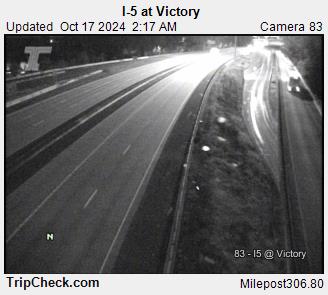 I-5 at Victory
Updated Oct 17 2024 2:17 AM
Camera 83
T
N
83 - I5 @ Victory
TripCheck.com
Milepost306.80